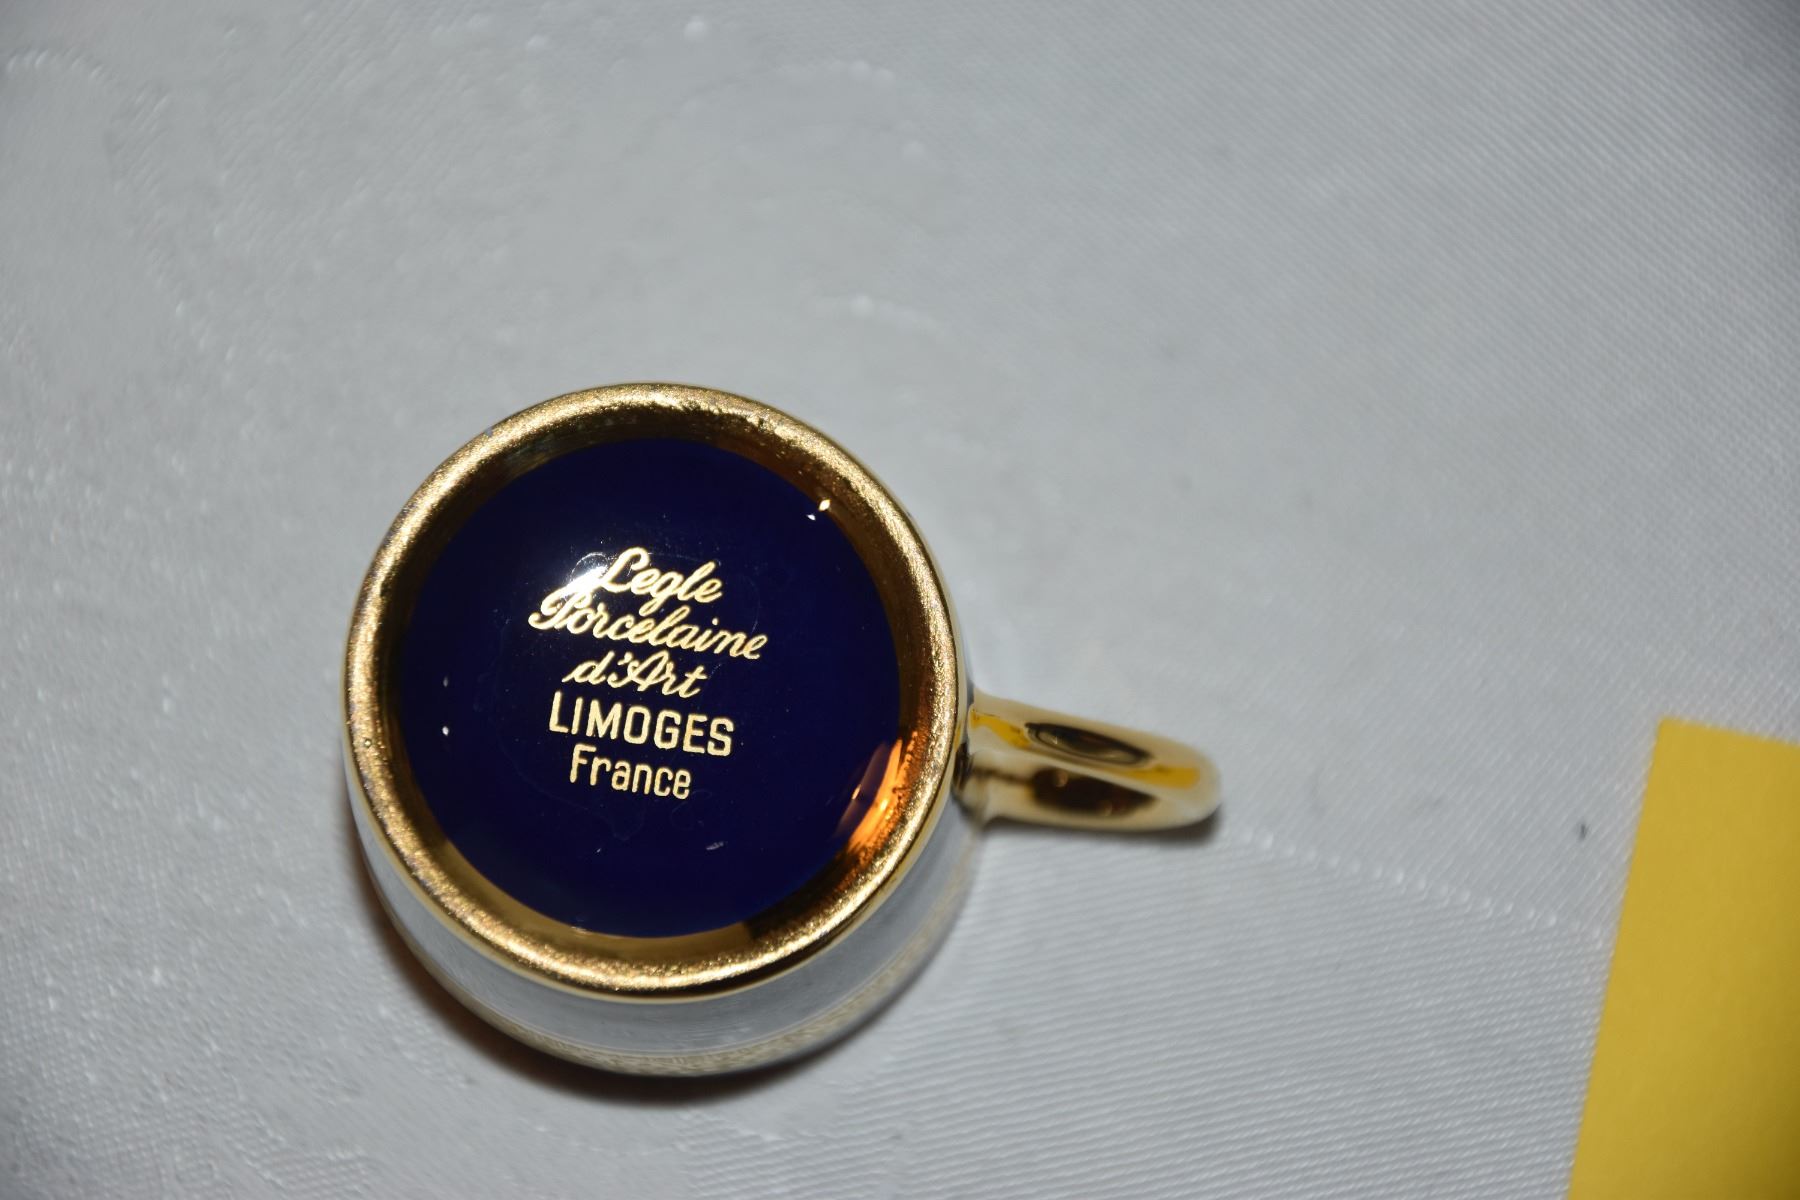 Legle
Porcelaine
d'Art
LIMOGES
France